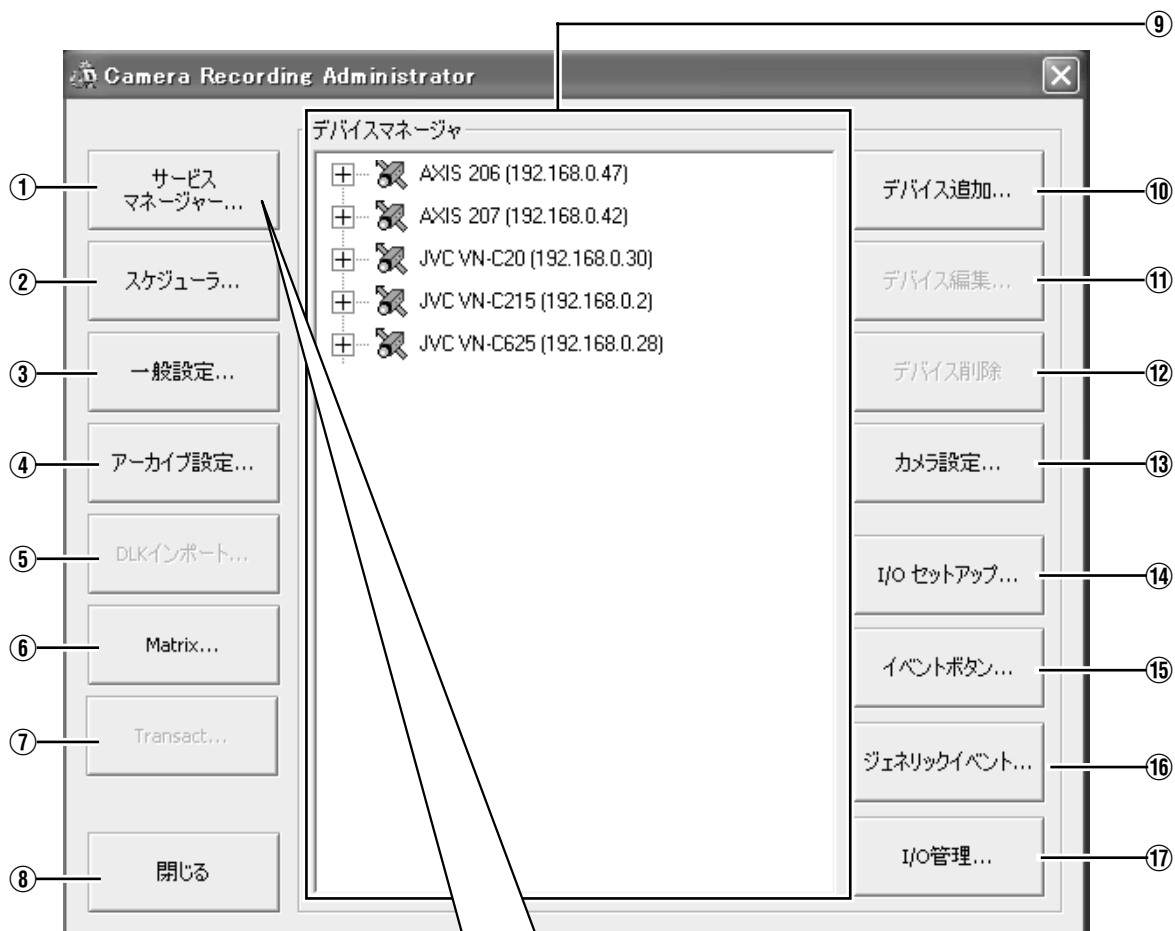 ⑨
Camera Recording Administrator
デバイスマネージャ
① サービス
マネージャー...
② スケジューラ...
③ 一般設定...
④ アーカイブ設定...
⑤ DLKインポート...
⑥ Matrix...
⑦ Transact...
⑧ 閉じる
AXIS 206 (192.168.0.47)
AXIS 207 (192.168.0.42)
JVC VN-C20 (192.168.0.30)
JVC VN-C215 (192.168.0.2)
JVC VN-C625 (192.168.0.28)
デバイス追加... ⑩
デバイス編集... ⑪
デバイス削除 ⑫
カメラ設定... ⑬
I/O セットアップ... ⑭
イベントボタン... ⑮
ジェネリックイベント... ⑯
I/O管理... ⑰